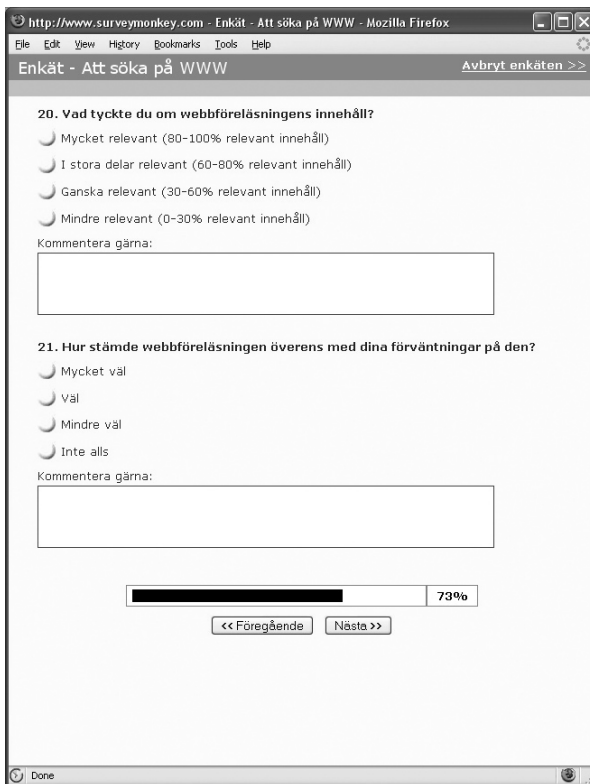 http://www.surveymonkey.com - Enkät - Att söka på WWW - Mozilla Firefox
File Edit View History Bookmarks Tools Help
Enkät - Att söka på WWW
Avbryt enkäten >>
20. Vad tyckte du om webbföreläsningens innehåll?
Mycket relevant (80-100% relevant innehåll)
I stora delar relevant (60-80% relevant innehåll)
Ganska relevant (30-60% relevant innehåll)
Mindre relevant (0-30% relevant innehåll)
Kommentera gärna:
21. Hur stämde webbföreläsningen överens med dina förväntningar på den?
Mycket väl
Väl
Mindre väl
Inte alls
Kommentera gärna:
73%
<< Föregående Nästa >>
Done